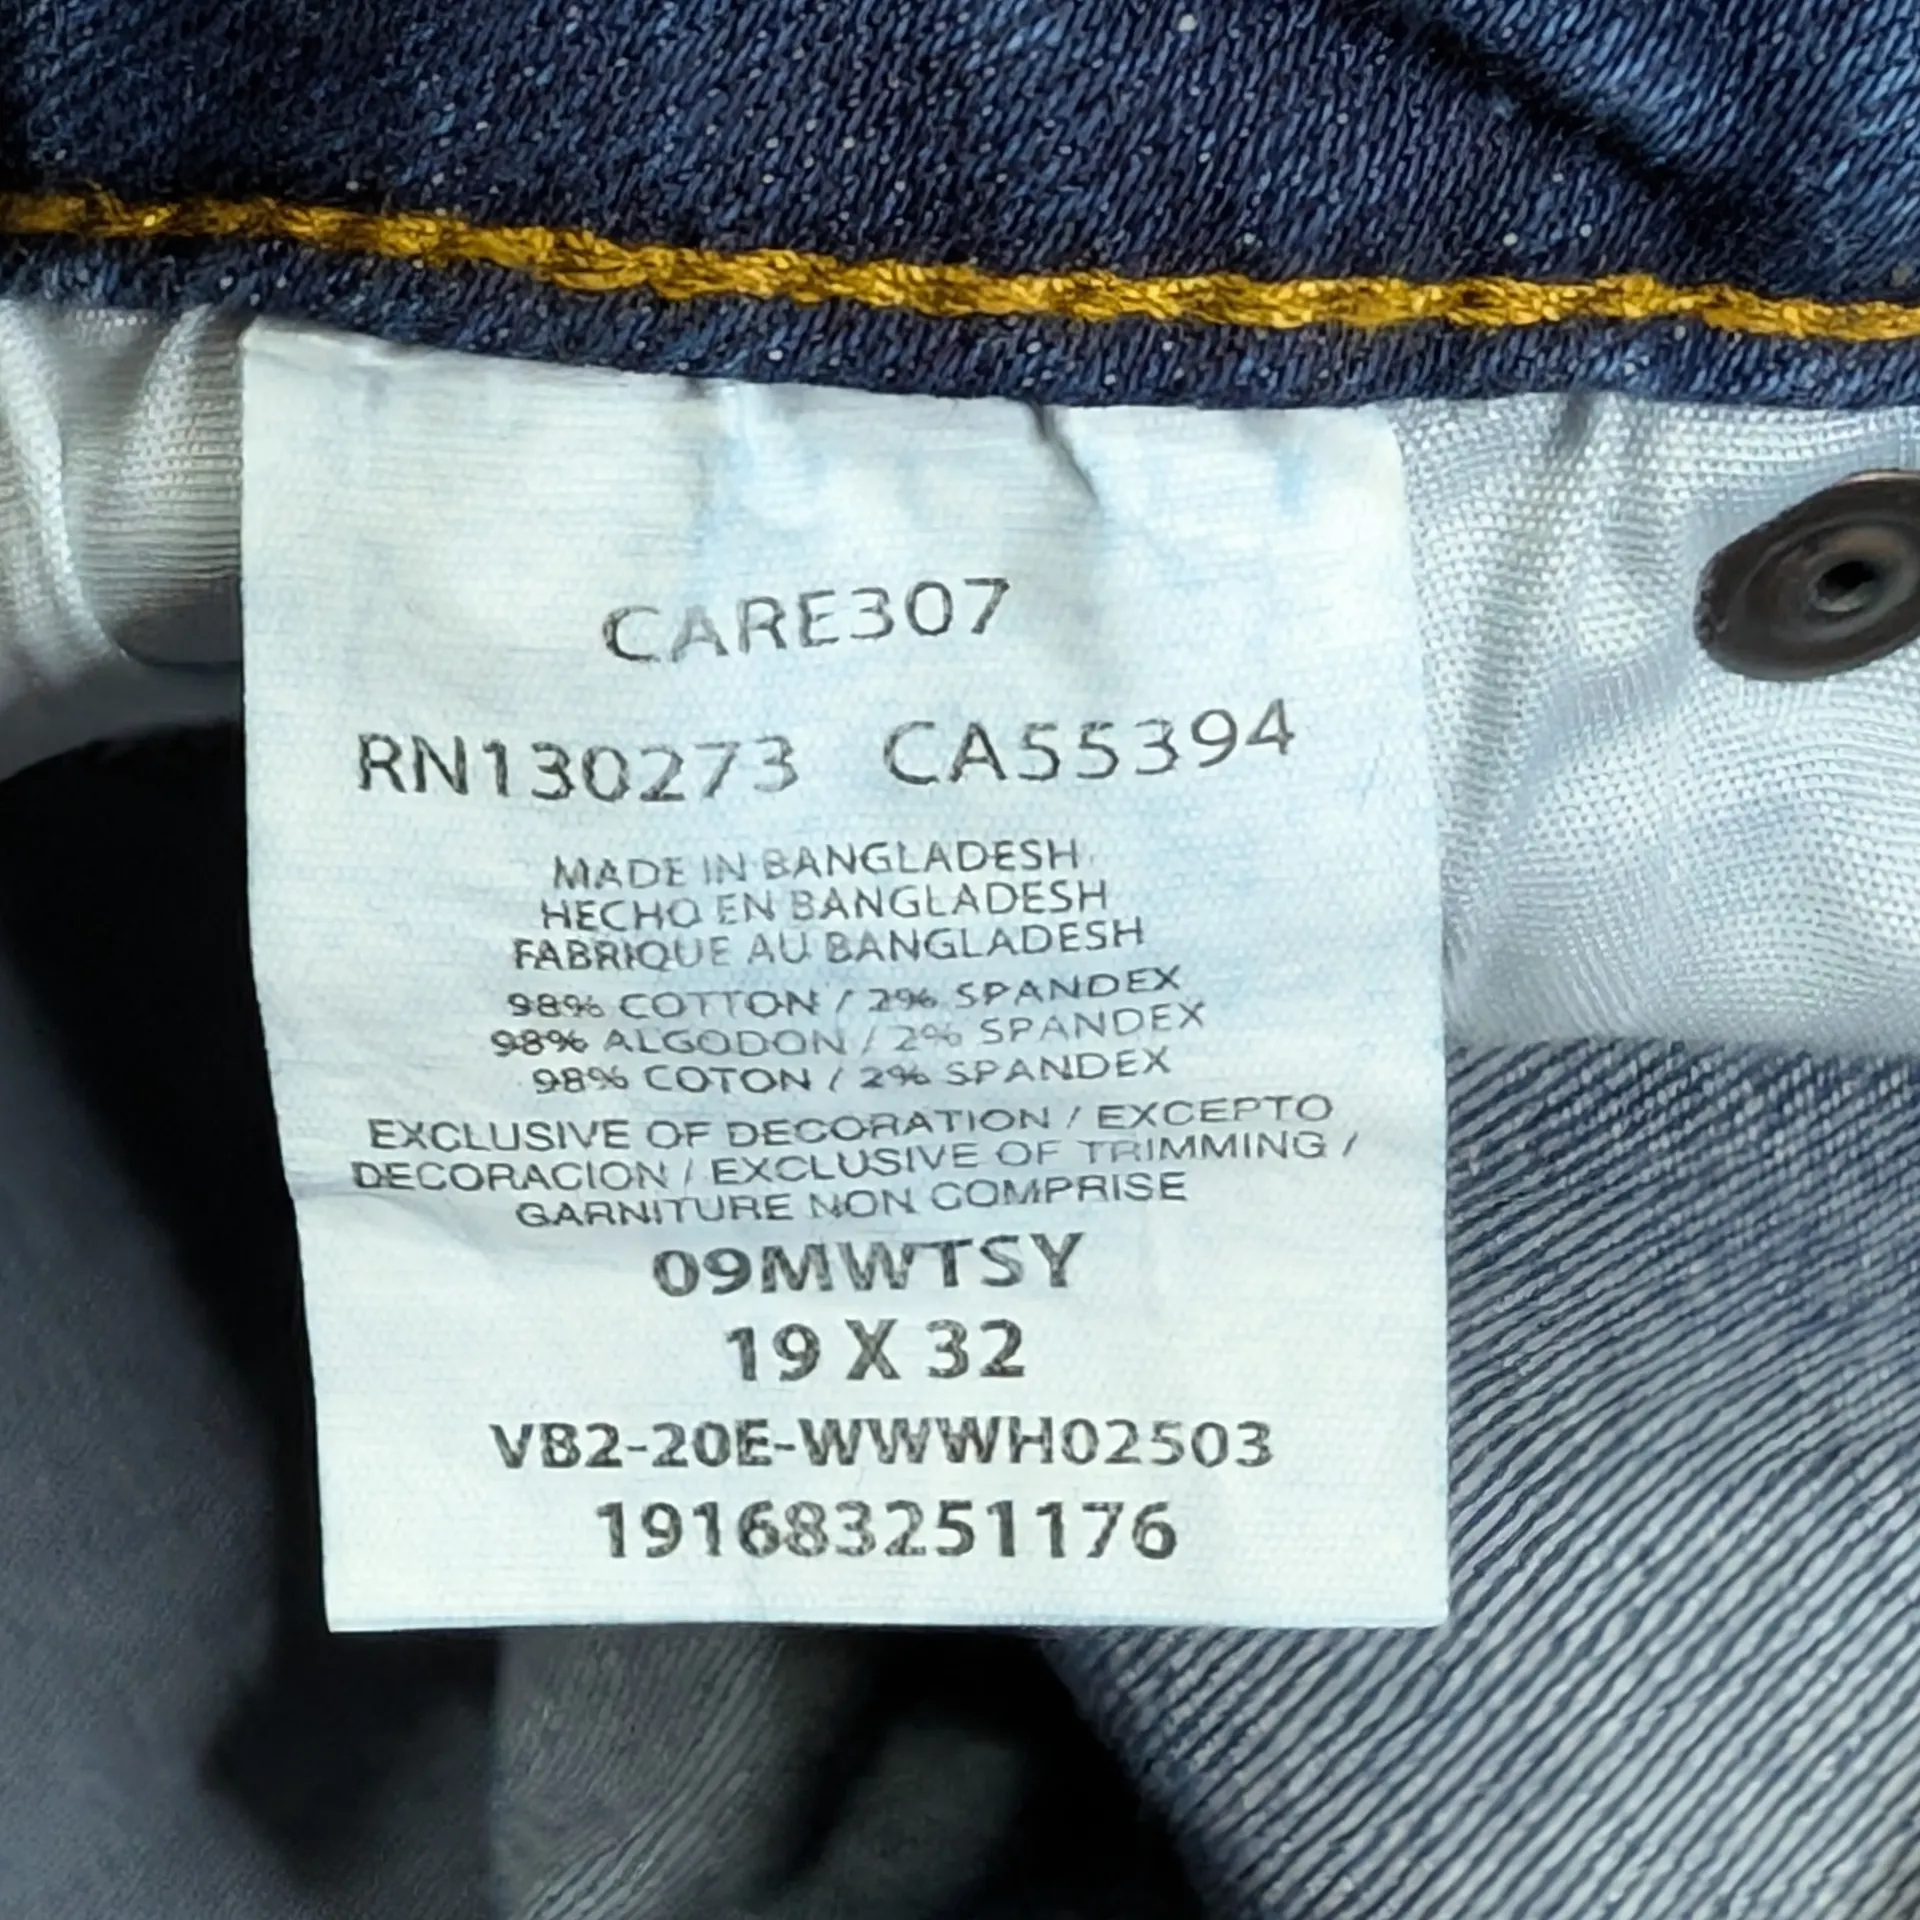 CARE307
RN130273 CA55394
MADE IN BANGLADESH
HECHO EN BANGLADESH
FABRIQUE AU BANGLADESH
98% COTTON / 2% SPANDEX
98% ALGODON / 2% SPANDEX
98% COTON / 2% SPANDEX
EXCLUSIVE OF DECORATION / EXCEPTO
DECORACION / EXCLUSIVE OF TRIMMING /
GARNITURE NON COMPRISE
09MWTSY
19 X 32
VB2-20E-WWWWH02503
191683251176